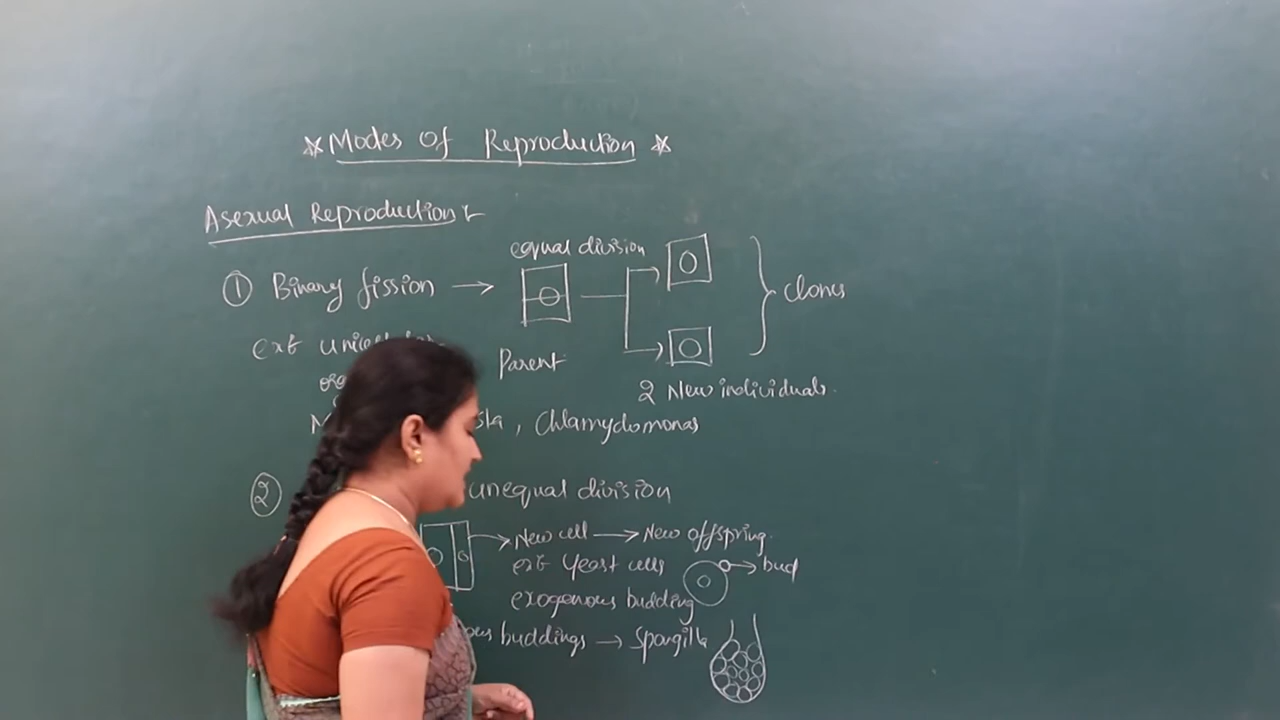 ☆ Modes of Reproduction ☆
Asexual Reproduction :-
equal division
① Binary fission → clones
ex:
Parent
2 New individuals.
, Chlamydomonas
② unequal division
→ New cell → New offspring.
ex: Yeast cells → bud
exogenous budding
buddings → Spongilla